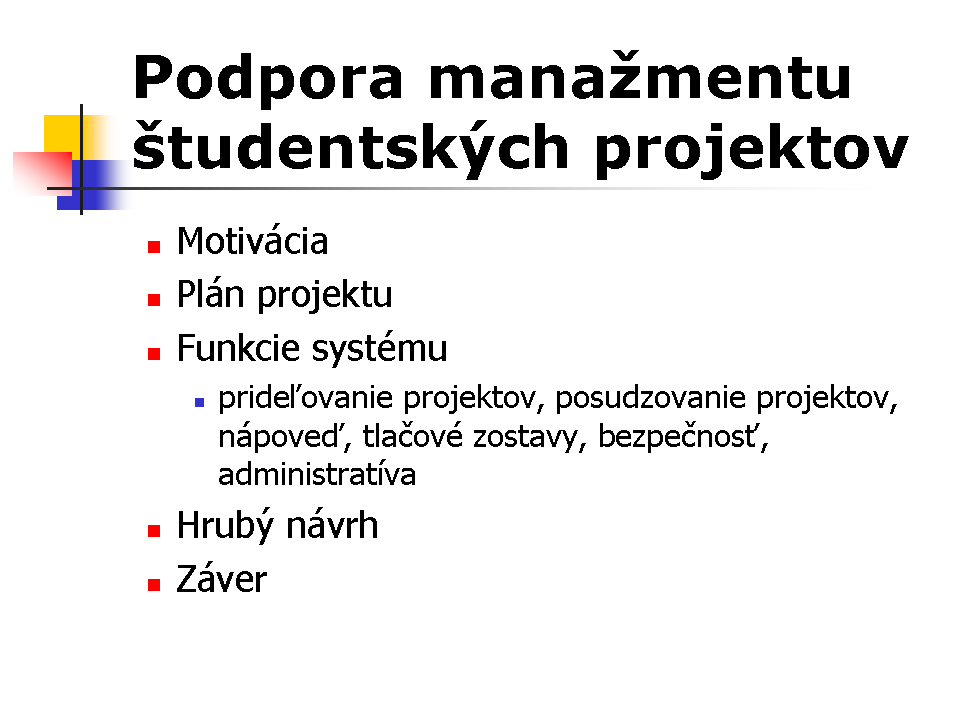 Podpora manažmentu
študentských projektov
Motivácia
Plán projektu
Funkcie systému
prideľovanie projektov, posudzovanie projektov,
nápoveď, tlačové zostavy, bezpečnosť,
administratíva
Hrubý návrh
Záver